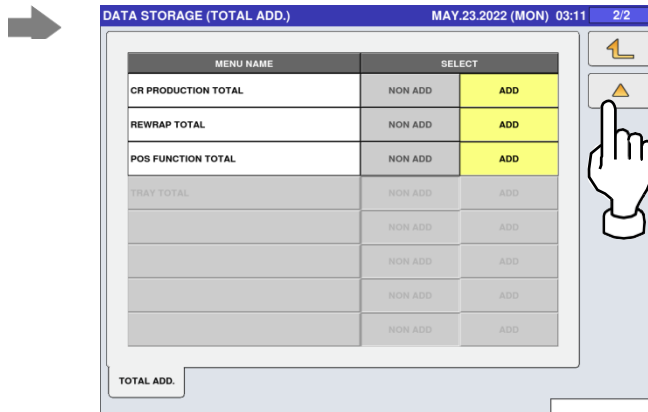 DATA STORAGE (TOTAL ADD.) MAY.23.2022 (MON) 03:11 2/2
MENU NAME SELECT
CR PRODUCTION TOTAL NON ADD ADD
REWRAP TOTAL NON ADD ADD
POS FUNCTION TOTAL NON ADD ADD
TRAY TOTAL NON ADD ADD
NON ADD ADD
NON ADD ADD
NON ADD ADD
NON ADD ADD
TOTAL ADD.